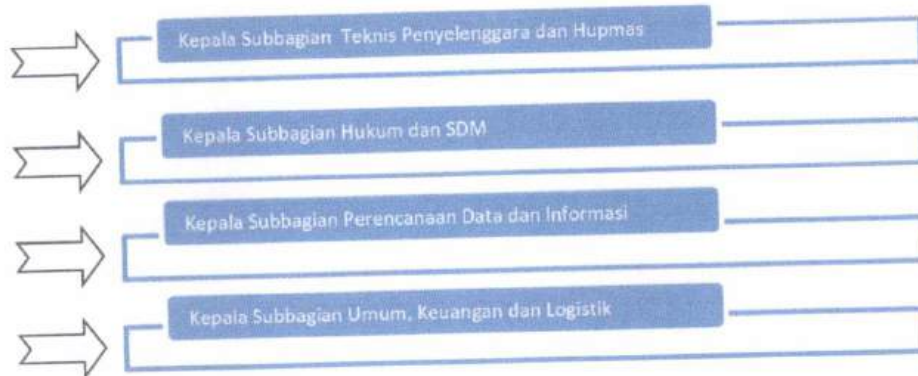 Kepala Subbagian Teknis Penyelenggara dan Hupmas
Kepala Subbagian Hukum dan SDM
Kepala Subbagian Perencanaan Data dan Informasi
Kepala Subbagian Umum, Keuangan dan Logistik